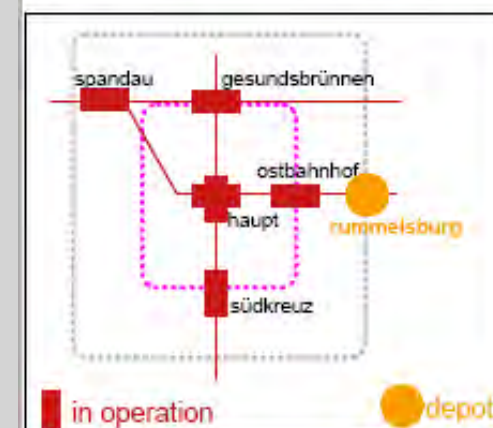 spandau
gesundsbrünnen
ostbahnhof
haupt
rummelsburg
südkreuz
in operation
depot